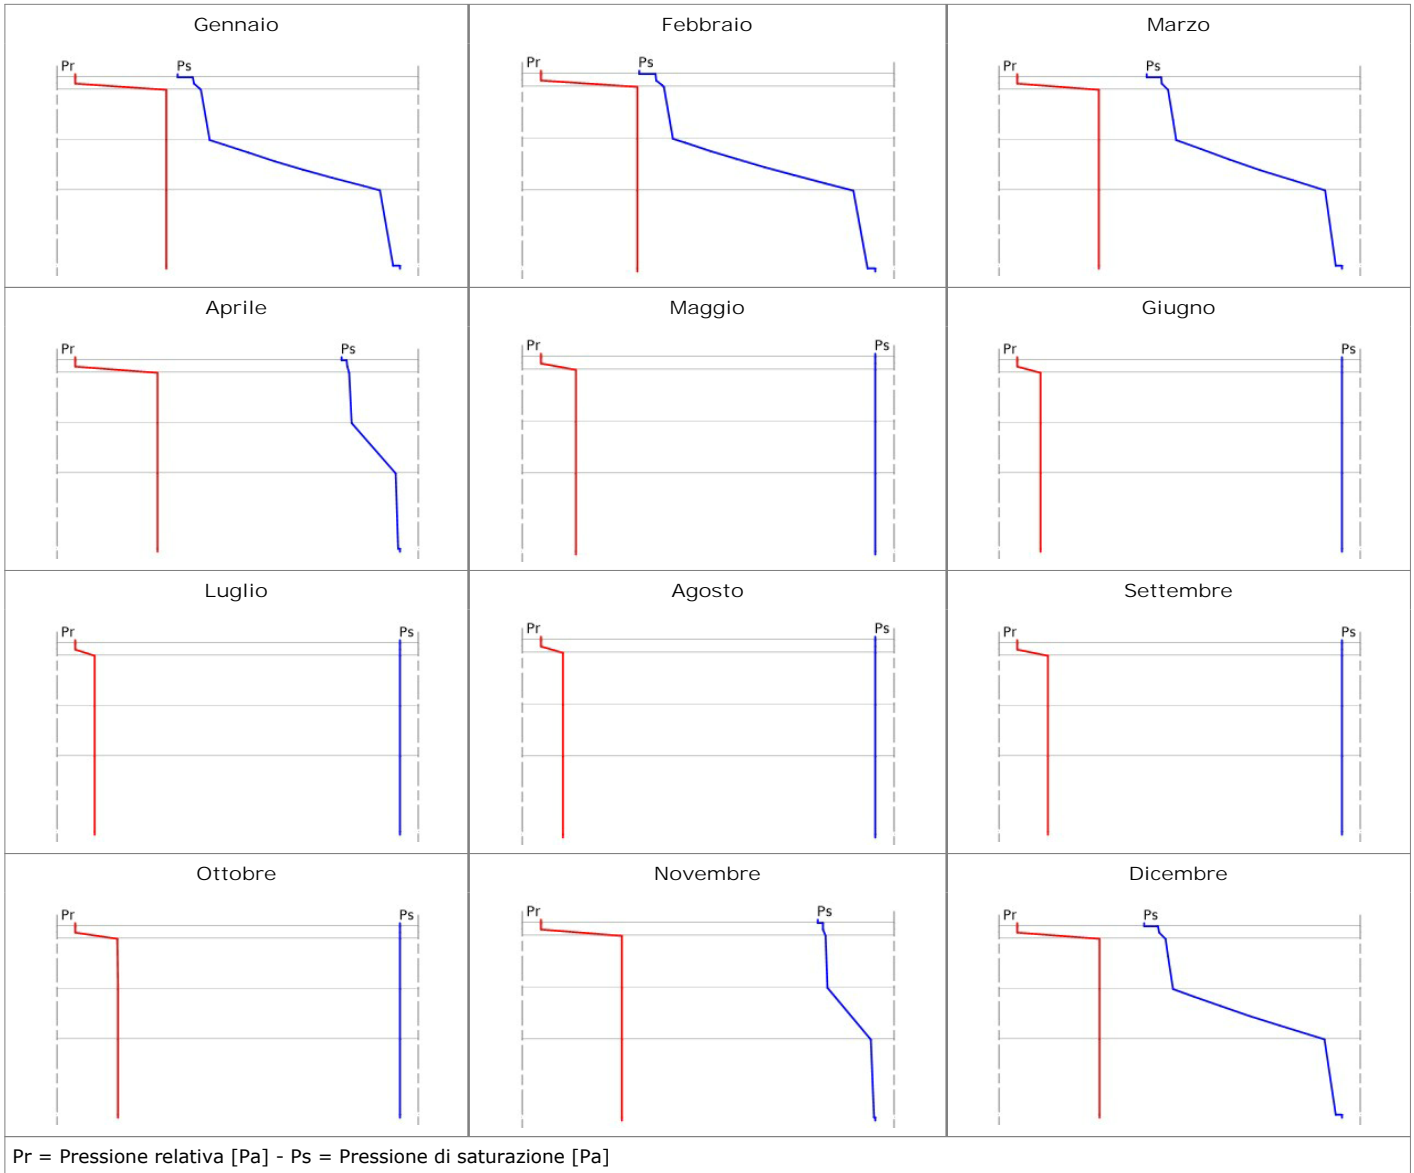 Gennaio
Febbraio
Marzo
Pr
Ps
Pr
Ps
Pr
Ps
Aprile
Maggio
Giugno
Pr
Ps
Pr
Ps
Pr
Ps
Luglio
Agosto
Settembre
Pr
Ps
Pr
Ps
Pr
Ps
Ottobre
Novembre
Dicembre
Pr
Ps
Pr
Ps
Pr
Ps
Pr = Pressione relativa [Pa] - Ps = Pressione di saturazione [Pa]